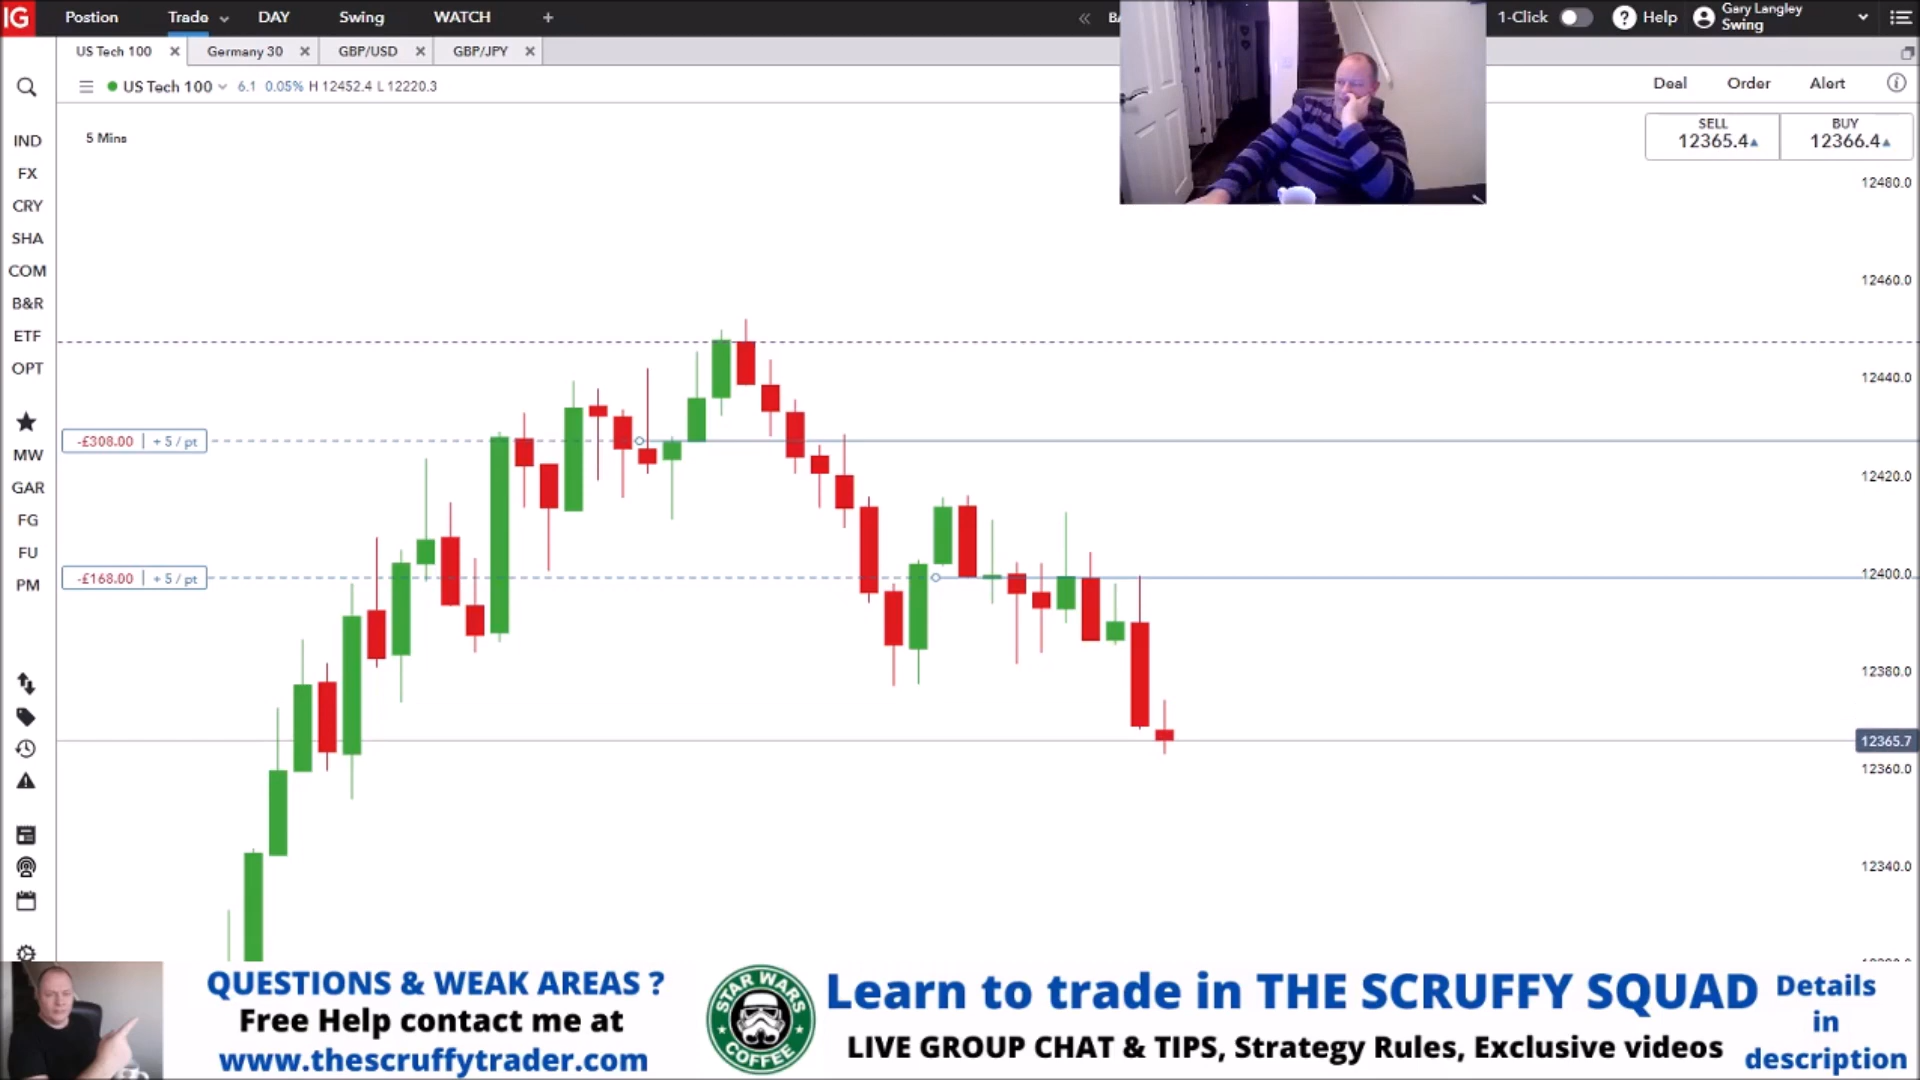 IG Postion Trade DAY Swing WATCH + « 1-Click ? Help Gary Langley
Swing
US Tech 100 × Germany 30 × GBP/USD × GBP/JPY ×
US Tech 100 6.1 0.05% H 12452.4 L 12220.3 Deal Order Alert
5 Mins
SELL BUY
12365.4 12366.4
IND
FX
CRY
SHA
COM
B&R
ETF
OPT
MW
GAR
FG
FU
PM
12480.0
12460.0
12440.0
-£308.00 | + 5 / pt
12420.0
-£168.00 | + 5 / pt
12400.0
12380.0
12365.7
12360.0
12340.0
QUESTIONS & WEAK AREAS ?
Free Help contact me at
www.thescruffytrader.com
STAR WARS
COFFEE
Learn to trade in THE SCRUFFY SQUAD
LIVE GROUP CHAT & TIPS, Strategy Rules, Exclusive videos
Details
in
description